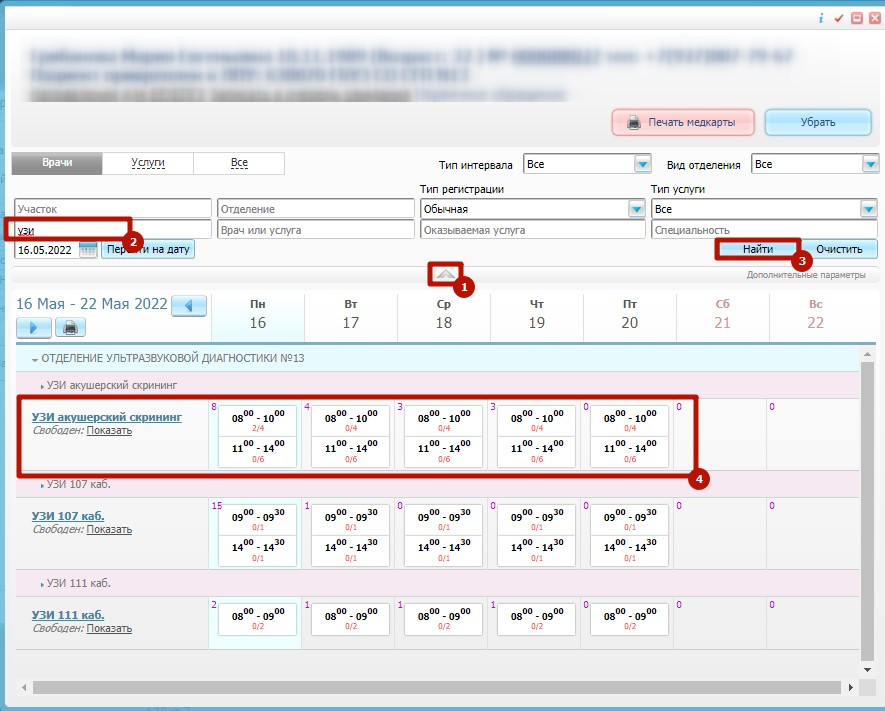 Печать медкарты Убрать
Врачи Услуги Все Тип интервала Все Вид отделения Все
Тип регистрации Тип услуги
Участок Отделение Обычная Все
узи Врач или услуга Оказываемая услуга Специальность
2
16.05.2022 Перейти на дату Найти Очистить
3
Дополнительные параметры
1
16 Мая - 22 Мая 2022 Пн Вт Ср Чт Пт Сб Вс
16 17 18 19 20 21 22
ОТДЕЛЕНИЕ УЛЬТРАЗВУКОВОЙ ДИАГНОСТИКИ №13
УЗИ акушерский скрининг
УЗИ акушерский скрининг 8 08⁰⁰ - 10⁰⁰ 4 08⁰⁰ - 10⁰⁰ 3 08⁰⁰ - 10⁰⁰ 3 08⁰⁰ - 10⁰⁰ 0 08⁰⁰ - 10⁰⁰ 0 0
Свободен: Показать 2/4 0/4 0/4 0/4 0/4
11⁰⁰ - 14⁰⁰ 11⁰⁰ - 14⁰⁰ 11⁰⁰ - 14⁰⁰ 11⁰⁰ - 14⁰⁰ 11⁰⁰ - 14⁰⁰
0/6 0/6 0/6 0/6 0/6
4
УЗИ 107 каб.
УЗИ 107 каб. 15 09⁰⁰ - 09³⁰ 1 09⁰⁰ - 09³⁰ 0 09⁰⁰ - 09³⁰ 0 09⁰⁰ - 09³⁰ 0 09⁰⁰ - 09³⁰ 0 0
Свободен: Показать 0/1 0/1 0/1 0/1 0/1
14⁰⁰ - 14³⁰ 14⁰⁰ - 14³⁰ 14⁰⁰ - 14³⁰ 14⁰⁰ - 14³⁰ 14⁰⁰ - 14³⁰
0/1 0/1 0/1 0/1 0/1
УЗИ 111 каб.
УЗИ 111 каб. 2 08⁰⁰ - 09⁰⁰ 1 08⁰⁰ - 09⁰⁰ 1 08⁰⁰ - 09⁰⁰ 1 08⁰⁰ - 09⁰⁰ 0 08⁰⁰ - 09⁰⁰ 0 0
Свободен: Показать 0/2 0/2 0/2 0/2 0/2